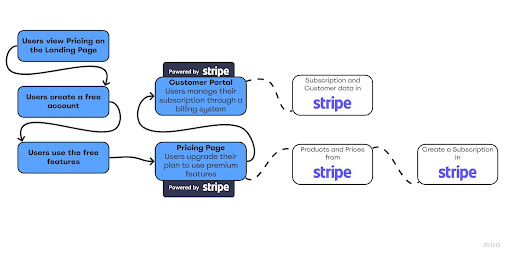 Users view Pricing on
the Landing Page
Users create a free
account
Users use the free
features
Powered by stripe
Customer Portal
Users manage their
subscription through a
billing system
Pricing Page
Users upgrade their
plan to use premium
features
Powered by stripe
Subscription and
Customer data in
stripe
Products and Prices
from
stripe
Create a Subscription
in
stripe
miro